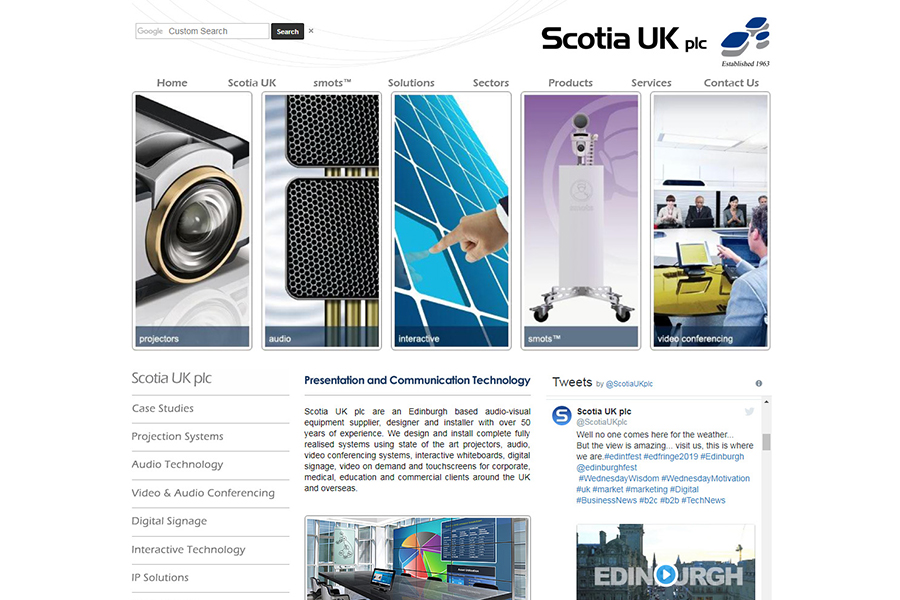 Google Custom Search
Search
×
Scotia UK plc
Established 1963
Home Scotia UK smots™ Solutions Sectors Products Services Contact Us
projectors
audio
interactive
smots™
video conferencing
Scotia UK plc
Case Studies
Projection Systems
Audio Technology
Video & Audio Conferencing
Digital Signage
Interactive Technology
IP Solutions
Presentation and Communication Technology
Scotia UK plc are an Edinburgh based audio-visual
equipment supplier, designer and installer with over 50
years of experience. We design and install complete fully
realised systems using state of the art projectors, audio,
video conferencing systems, interactive whiteboards, digital
signage, video on demand and touchscreens for corporate,
medical, education and commercial clients around the UK
and overseas.
Tweets by @ScotiaUKplc
Scotia UK plc
@ScotiaUKplc
Well no one comes here for the weather...
But the view is amazing... visit us, this is where
we are.#edintfest #edfringe2019 #Edinburgh
@edinburghfest
#WednesdayWisdom #WednesdayMotivation
#uk #market #marketing #Digital
#BusinessNews #b2c #b2b #TechNews
EDINBURGH